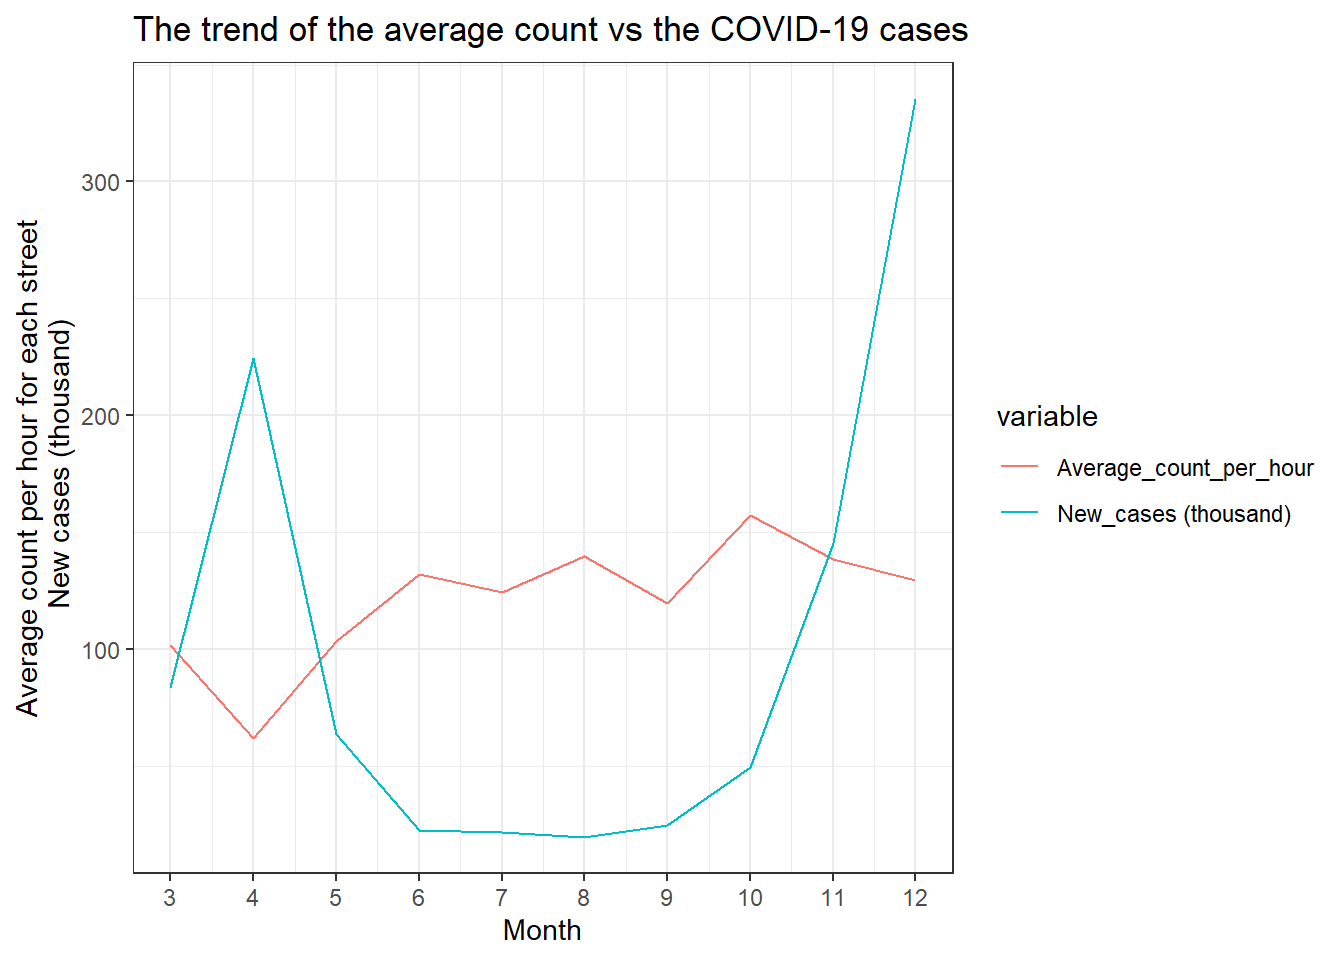 The trend of the average count vs the COVID-19 cases
Average count per hour for each street
New cases (thousand)
300
200
100
3 4 5 6 7 8 9 10 11 12
Month
variable
Average_count_per_hour
New_cases (thousand)